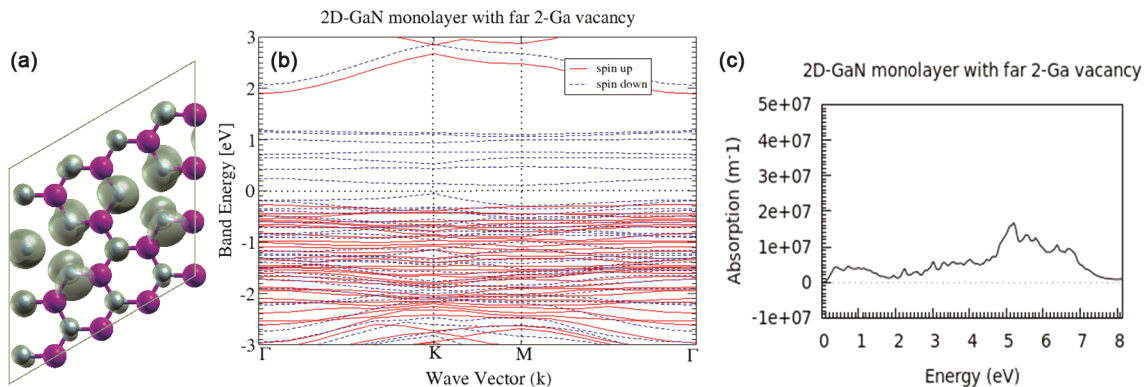 (a)
2D-GaN monolayer with far 2-Ga vacancy
(b)
spin up
spin down
3
2
1
0
-1
-2
-3
Band Energy [eV]
Γ K M Γ
Wave Vector (k)
(c)
2D-GaN monolayer with far 2-Ga vacancy
5e+07
4e+07
3e+07
2e+07
1e+07
0
-1e+07
Absorption (m-1)
0 1 2 3 4 5 6 7 8
Energy (eV)